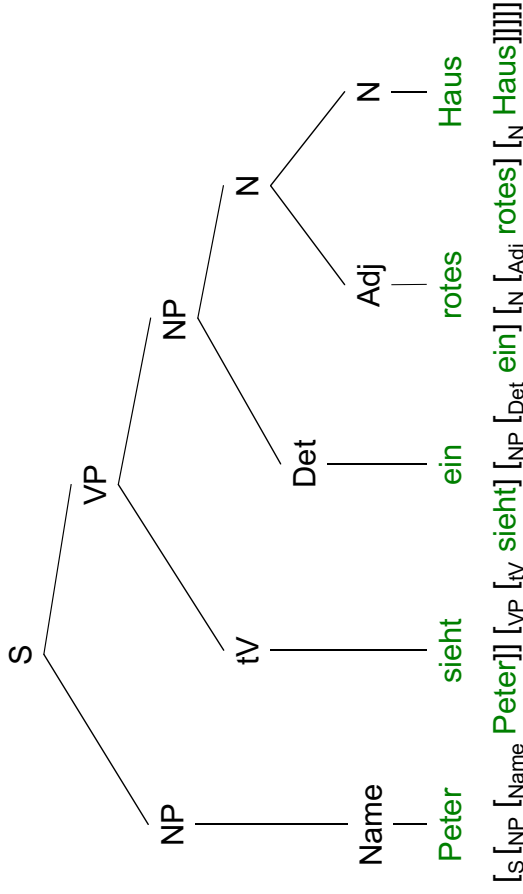 S
NP VP
tV NP
Det N
Name Adj N
Peter sieht ein rotes Haus
[S [NP [Name Peter]] [VP [tV sieht] [NP [Det ein] [N [Adj rotes] [N Haus]]]]]